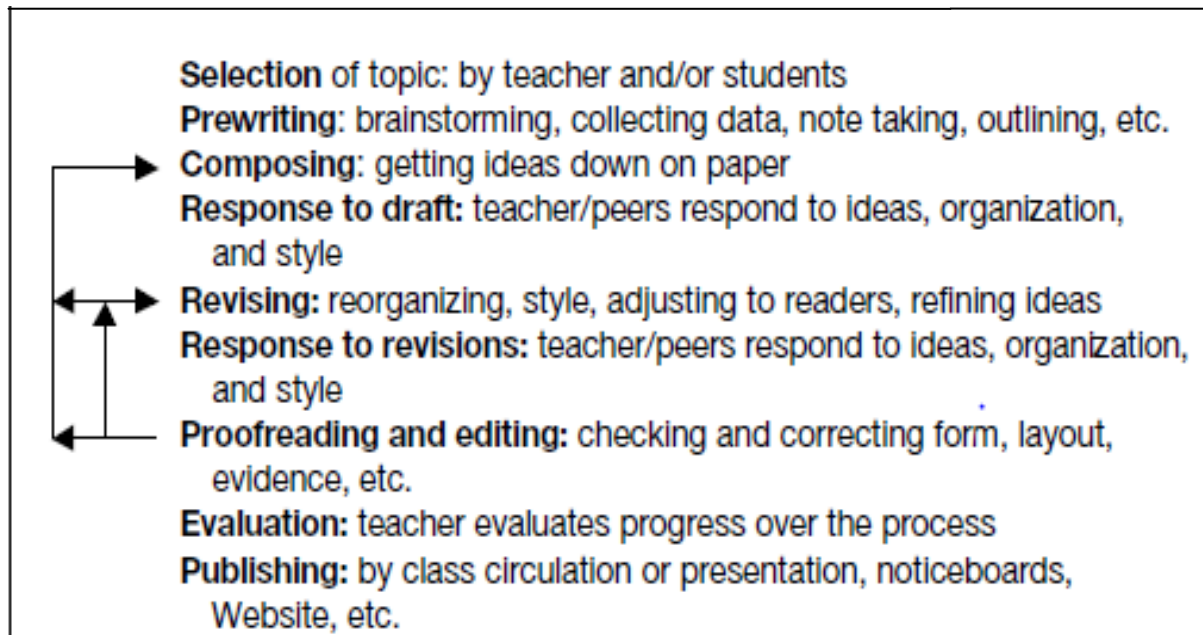 Selection of topic: by teacher and/or students
Prewriting: brainstorming, collecting data, note taking, outlining, etc.
Composing: getting ideas down on paper
Response to draft: teacher/peers respond to ideas, organization,
and style
Revising: reorganizing, style, adjusting to readers, refining ideas
Response to revisions: teacher/peers respond to ideas, organization,
and style
Proofreading and editing: checking and correcting form, layout,
evidence, etc.
Evaluation: teacher evaluates progress over the process
Publishing: by class circulation or presentation, noticeboards,
Website, etc.